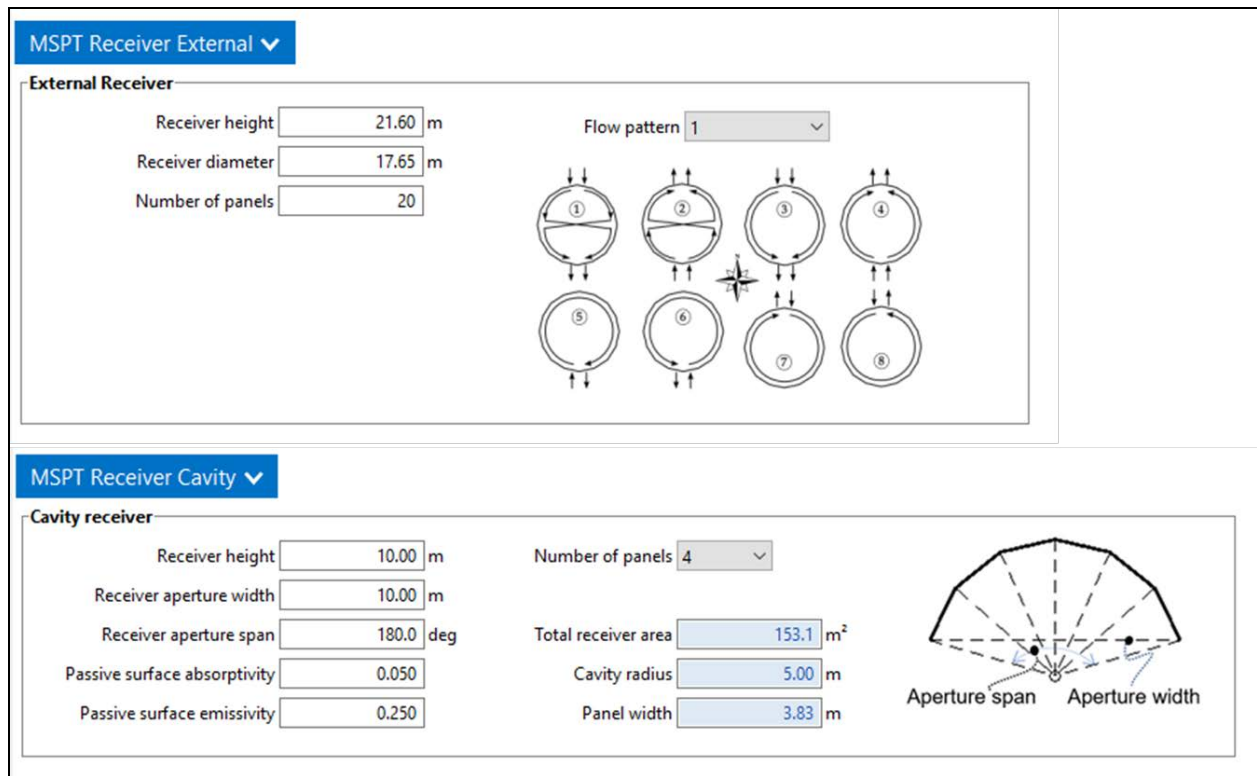 MSPT Receiver External
External Receiver
Receiver height 21.60 m
Flow pattern 1
Receiver diameter 17.65 m
Number of panels 20
1 2 3 4
N
5 6 7 8
MSPT Receiver Cavity
Cavity receiver
Receiver height 10.00 m
Number of panels 4
Receiver aperture width 10.00 m
Receiver aperture span 180.0 deg
Total receiver area 153.1 m²
Passive surface absorptivity 0.050
Cavity radius 5.00 m
Passive surface emissivity 0.250
Panel width 3.83 m
Aperture span Aperture width